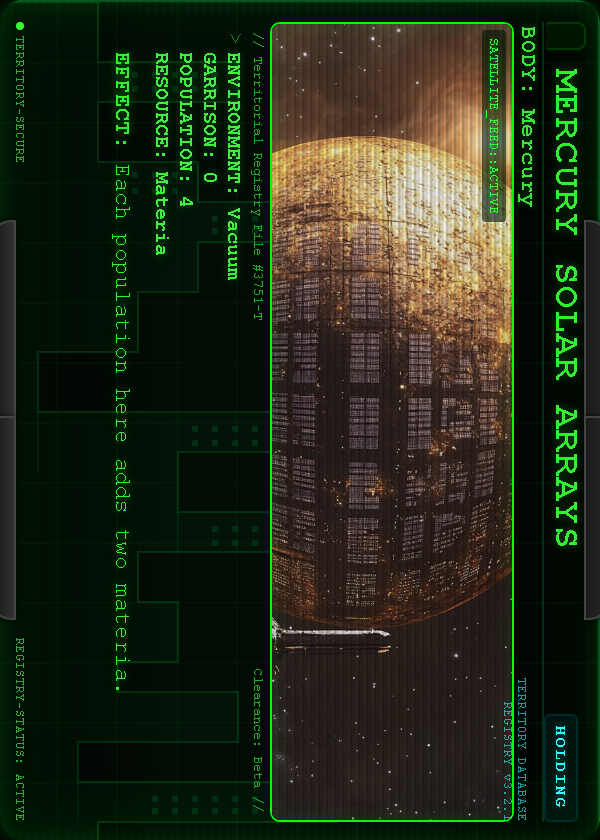 MERCURY SOLAR ARRAYS
HOLDING
BODY: Mercury
TERRITORY DATABASE
REGISTRY v3.2.1
SATELLITE_FEED::ACTIVE
// Territorial Registry File #3751-T
Clearance: Beta //
> ENVIRONMENT: Vacuum
GARRISON: 0
POPULATION: 4
RESOURCE: Materia
EFFECT: Each population here adds two materia.
TERRITORY-SECURE
REGISTRY-STATUS: ACTIVE